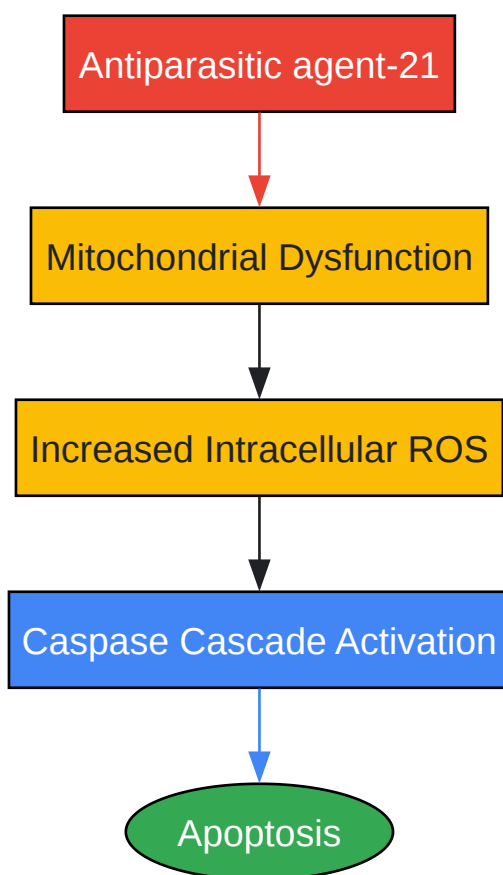 Antiparasitic agent-21
Mitochondrial Dysfunction
Increased Intracellular ROS
Caspase Cascade Activation
Apoptosis